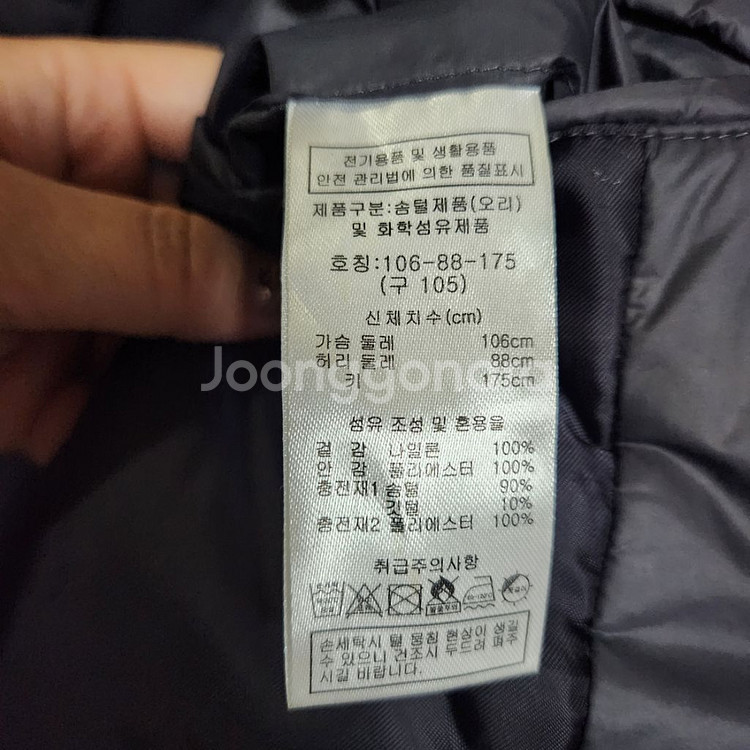 전기용품 및 생활용품
안전 관리법에 의한 품질표시
제품구분:솜털제품(오리)
및 화학섬유제품
호칭:106-88-175
(구 105)
신체치수(cm)
가슴 둘레 106cm
허리 둘레 88cm
키 175cm
Joonggona
섬유 조성 및 혼용율
겉 감 나일론 100%
안 감 폴리에스터 100%
충전재1 솜털 90%
깃털 10%
충전재2 폴리에스터 100%
취급주의사항
손세탁시 털 뭉침 현상이 생길
수 있으니 건조시 두드려 펴주
시길 바랍니다.